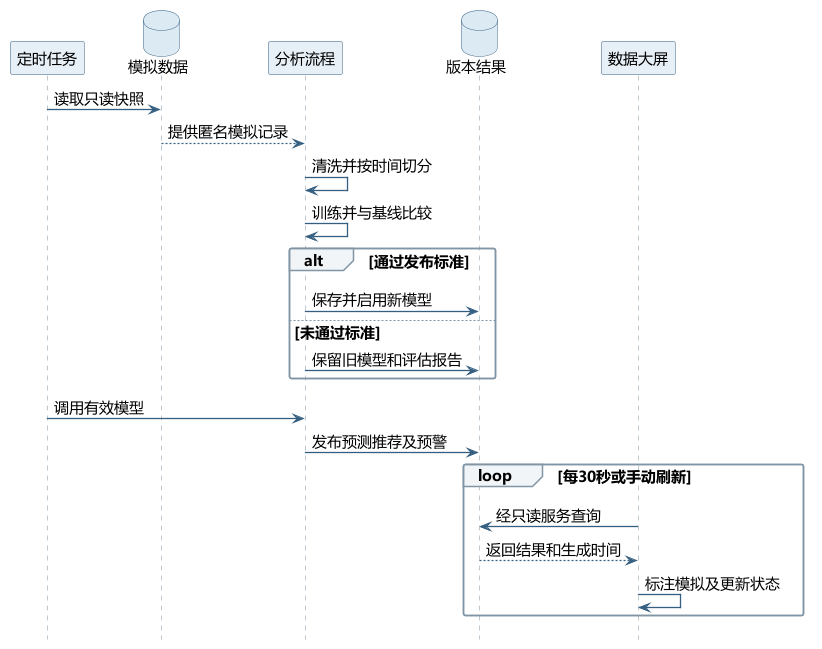 定时任务
模拟数据
分析流程
版本结果
数据大屏
读取只读快照
提供匿名模拟记录
清洗并按时间切分
训练并与基线比较
alt
[通过发布标准]
保存并启用新模型
[未通过标准]
保留旧模型和评估报告
调用有效模型
发布预测推荐及预警
loop
[每30秒或手动刷新]
经只读服务查询
返回结果和生成时间
标注模拟及更新状态